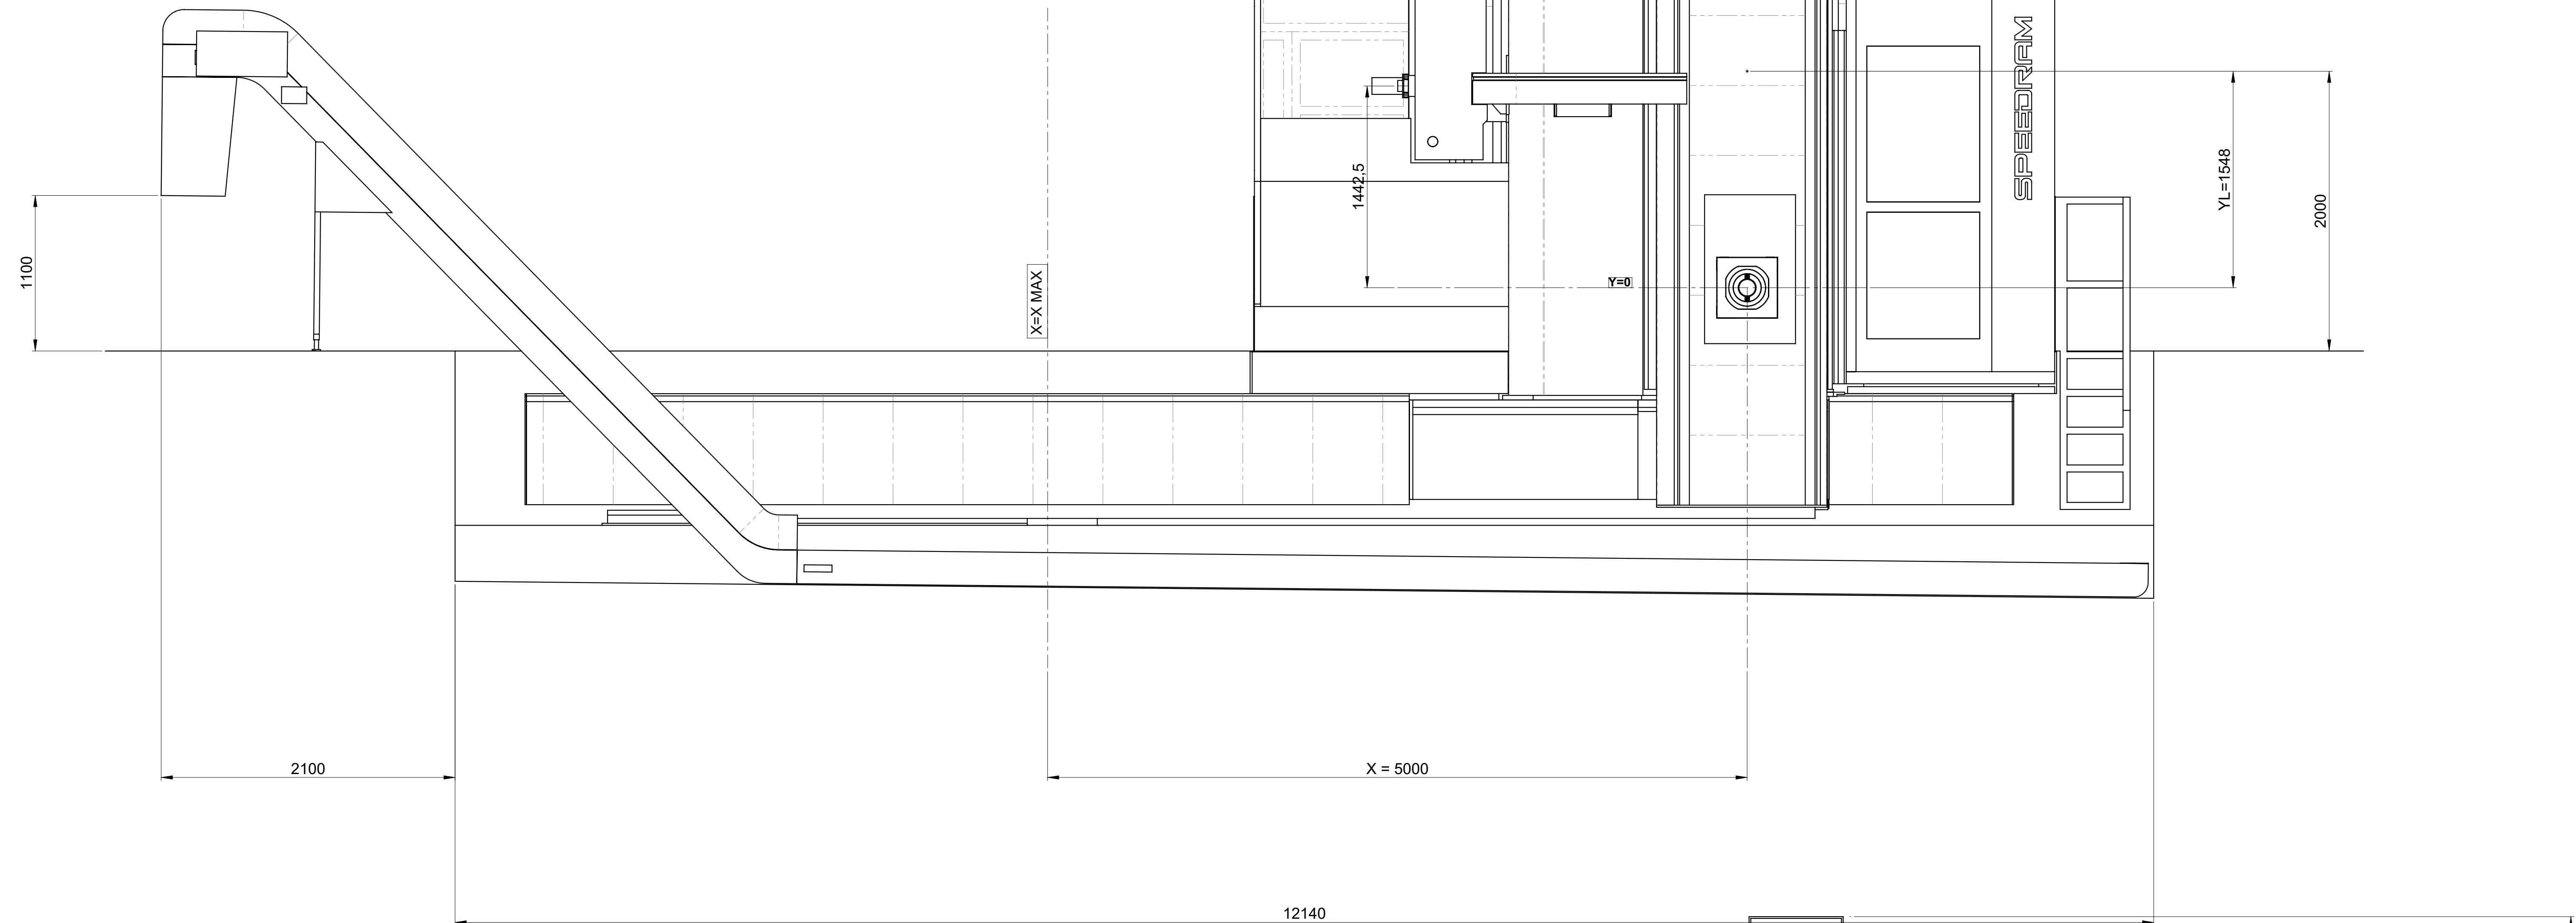 SPEEDRAM
1442,5
YL=1548
2000
1100
X=X MAX
Y=0
2100
X = 5000
12140